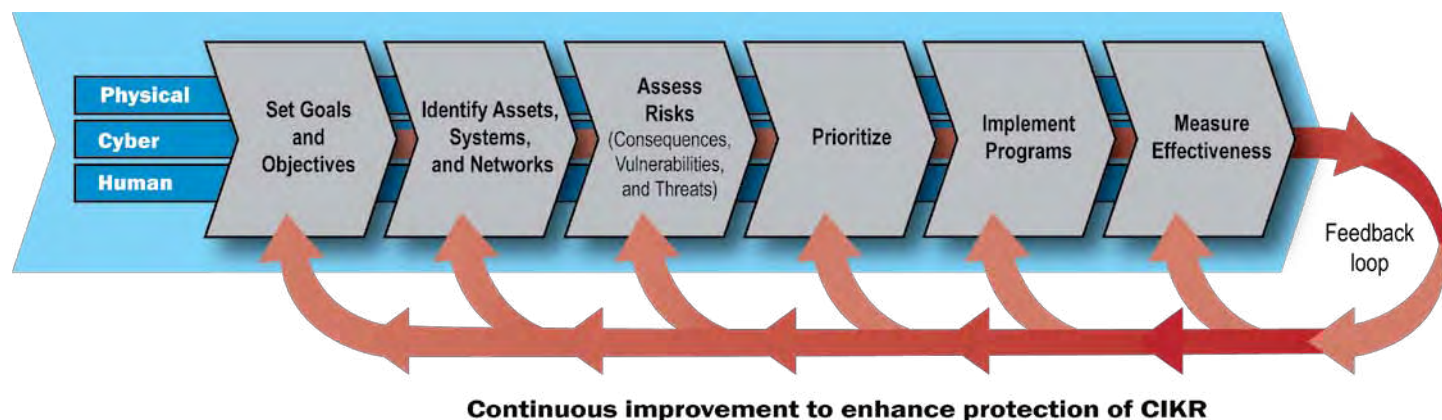 Physical
Cyber
Human
Set Goals
and
Objectives
Identify Assets,
Systems,
and Networks
Assess
Risks
(Consequences,
Vulnerabilities,
and Threats)
Prioritize
Implement
Programs
Measure
Effectiveness
Feedback
loop
Continuous improvement to enhance protection of CIKR